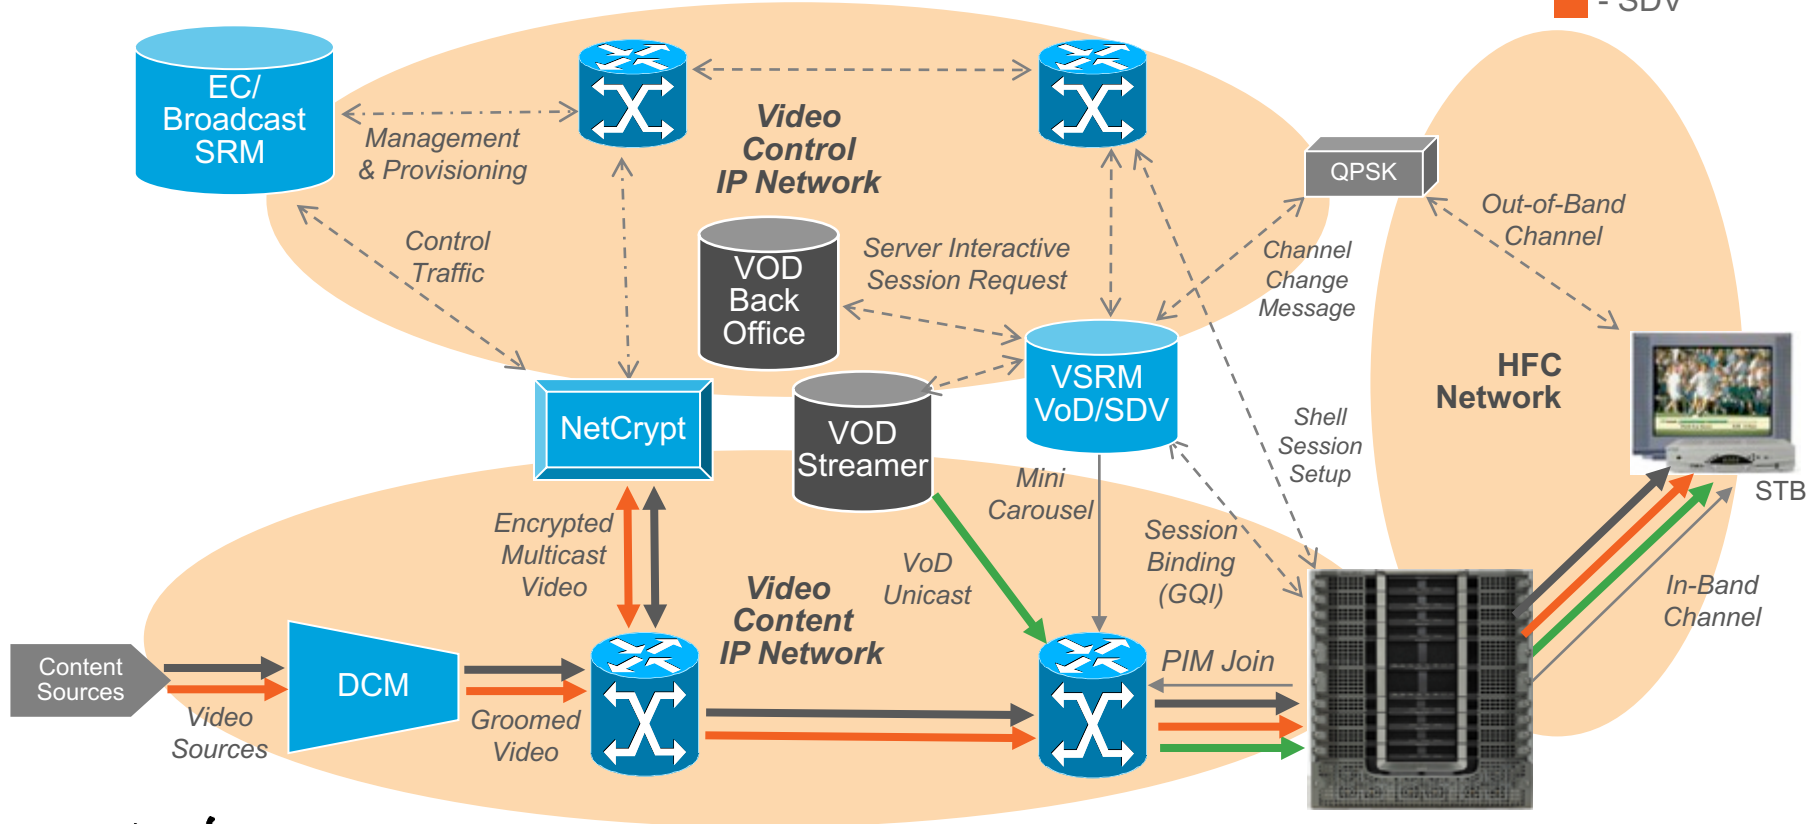 - SDV
EC/
Broadcast
SRM
Management
& Provisioning
Video
Control
IP Network
QPSK
Out-of-Band
Channel
Control
Traffic
VOD
Back
Office
Server Interactive
Session Request
Channel
Change
Message
NetCrypt
VOD
Streamer
VSRM
VoD/SDV
HFC
Network
Shell
Session
Setup
STB
Encrypted
Multicast
Video
Mini
Carousel
Session
Binding
(GQI)
VoD
Unicast
Video
Content
IP Network
In-Band
Channel
Content
Sources
DCM
PIM Join
Video
Sources
Groomed
Video